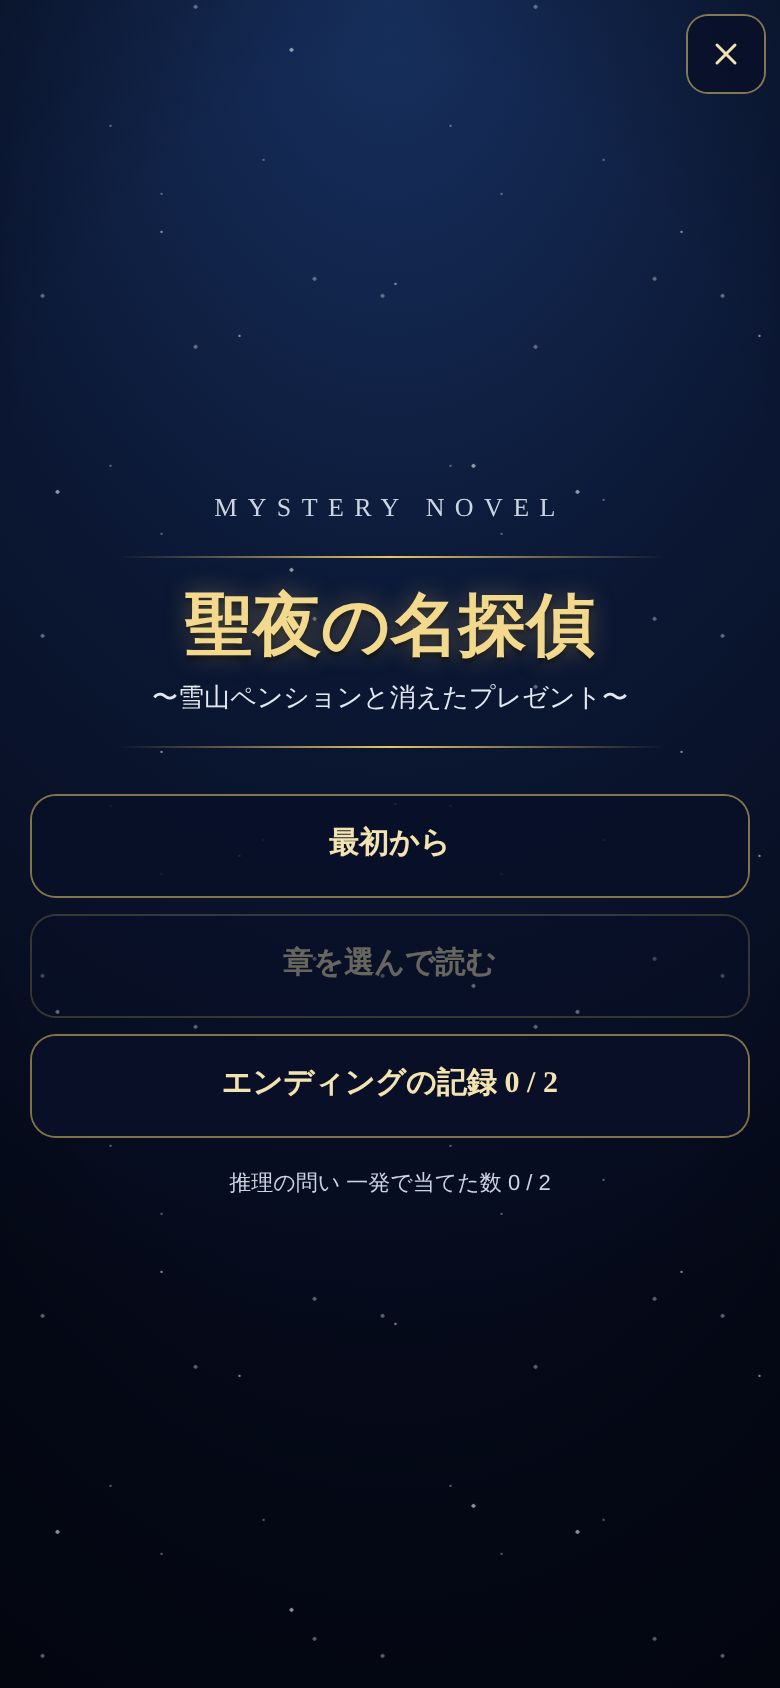 MYSTERY NOVEL
聖夜の名探偵
〜雪山ペンションと消えたプレゼント〜
最初から
章を選んで読む
エンディングの記録 0 / 2
推理の問い 一発で当てた数 0 / 2